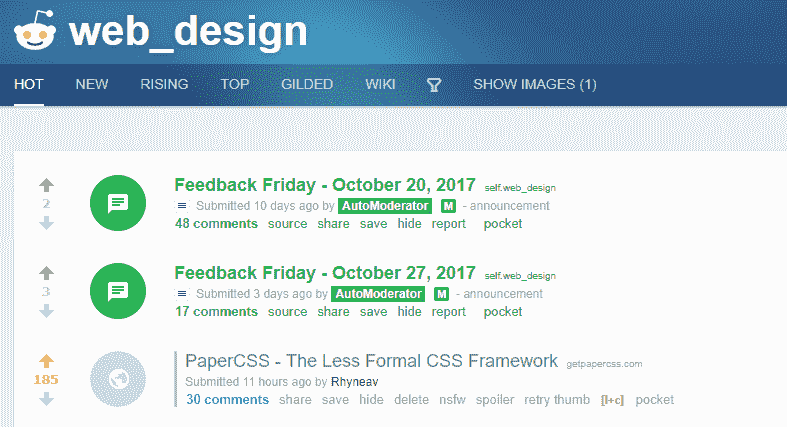 web_design
HOT NEW RISING TOP GILDED WIKI SHOW IMAGES (1)
Feedback Friday - October 20, 2017 self.web_design
2 Submitted 10 days ago by AutoModerator M - announcement
48 comments source share save hide report pocket
Feedback Friday - October 27, 2017 self.web_design
3 Submitted 3 days ago by AutoModerator M - announcement
17 comments source share save hide report pocket
PaperCSS - The Less Formal CSS Framework getpapercss.com
185 Submitted 11 hours ago by Rhyneav
30 comments share save hide delete nsfw spoiler retry thumb [l+c] pocket